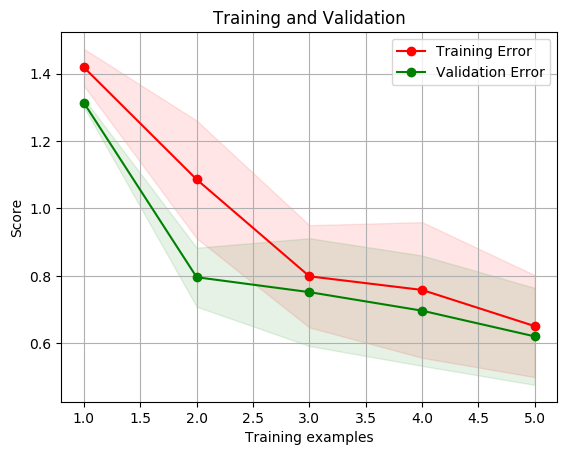 Training and Validation
Training Error
Validation Error
Score
1.4
1.2
1.0
0.8
0.6
1.0 1.5 2.0 2.5 3.0 3.5 4.0 4.5 5.0
Training examples